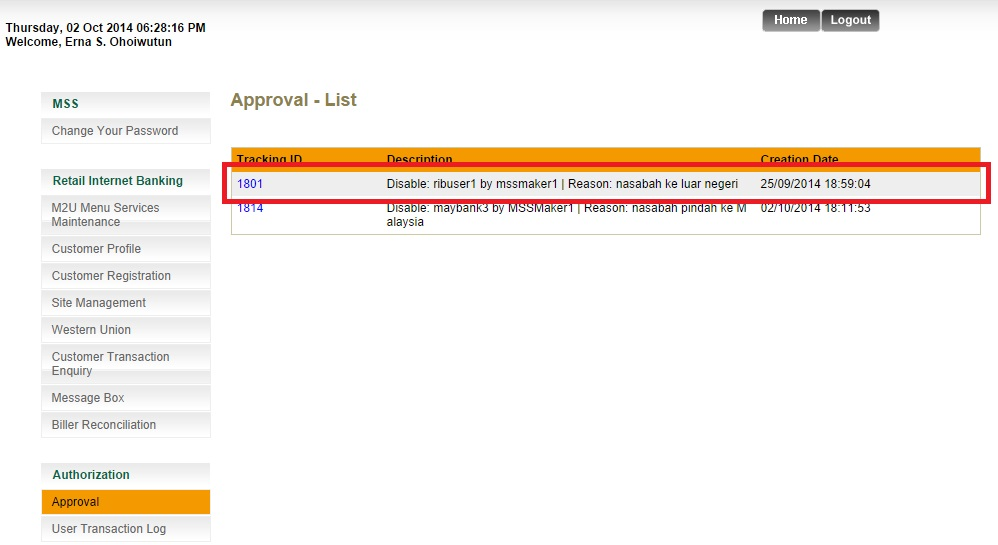 Thursday, 02 Oct 2014 06:28:16 PM
Welcome, Erna S. Ohoiwutun
Home
Logout
MSS
Change Your Password
Retail Internet Banking
M2U Menu Services
Maintenance
Customer Profile
Customer Registration
Site Management
Western Union
Customer Transaction
Enquiry
Message Box
Biller Reconciliation
Authorization
Approval
User Transaction Log
Approval - List
Tracking ID Description Creation Date
1801 Disable: ribuser1 by mssmaker1 | Reason: nasabah ke luar negeri 25/09/2014 18:59:04
1814 Disable: maybank3 by MSSMaker1 | Reason: nasabah pindah ke M 02/10/2014 18:11:53
alaysia